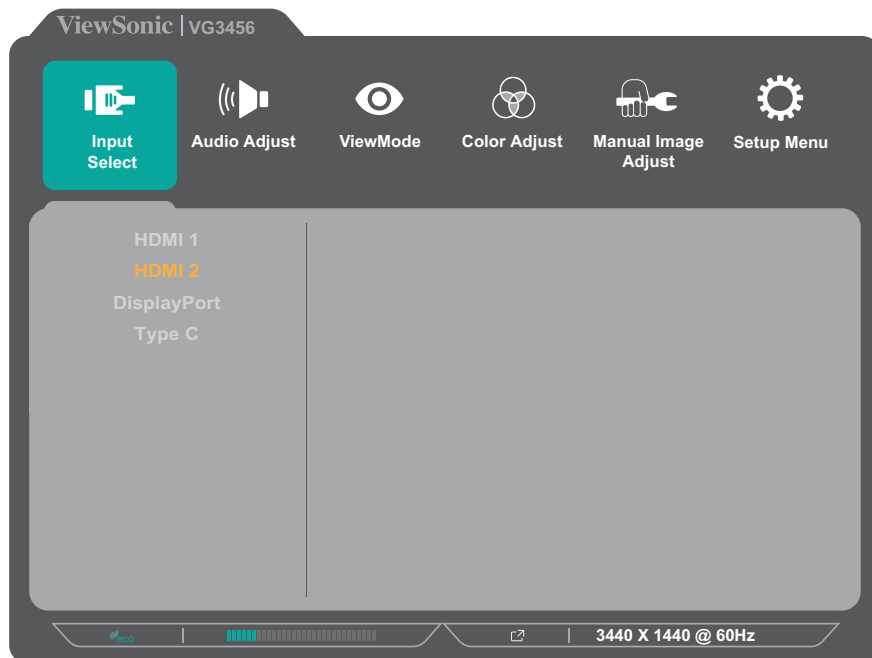 ViewSonic | VG3456
Input Select
Audio Adjust
ViewMode
Color Adjust
Manual Image Adjust
Setup Menu
HDMI 1
HDMI 2
DisplayPort
Type C
eco
3440 X 1440 @ 60Hz